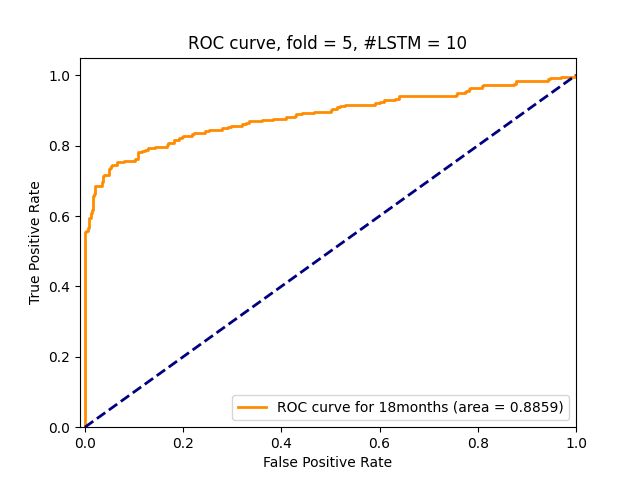 ROC curve, fold = 5, #LSTM = 10
1.0
0.8
0.6
0.4
0.2
0.0
True Positive Rate
ROC curve for 18months (area = 0.8859)
0.0 0.2 0.4 0.6 0.8 1.0
False Positive Rate